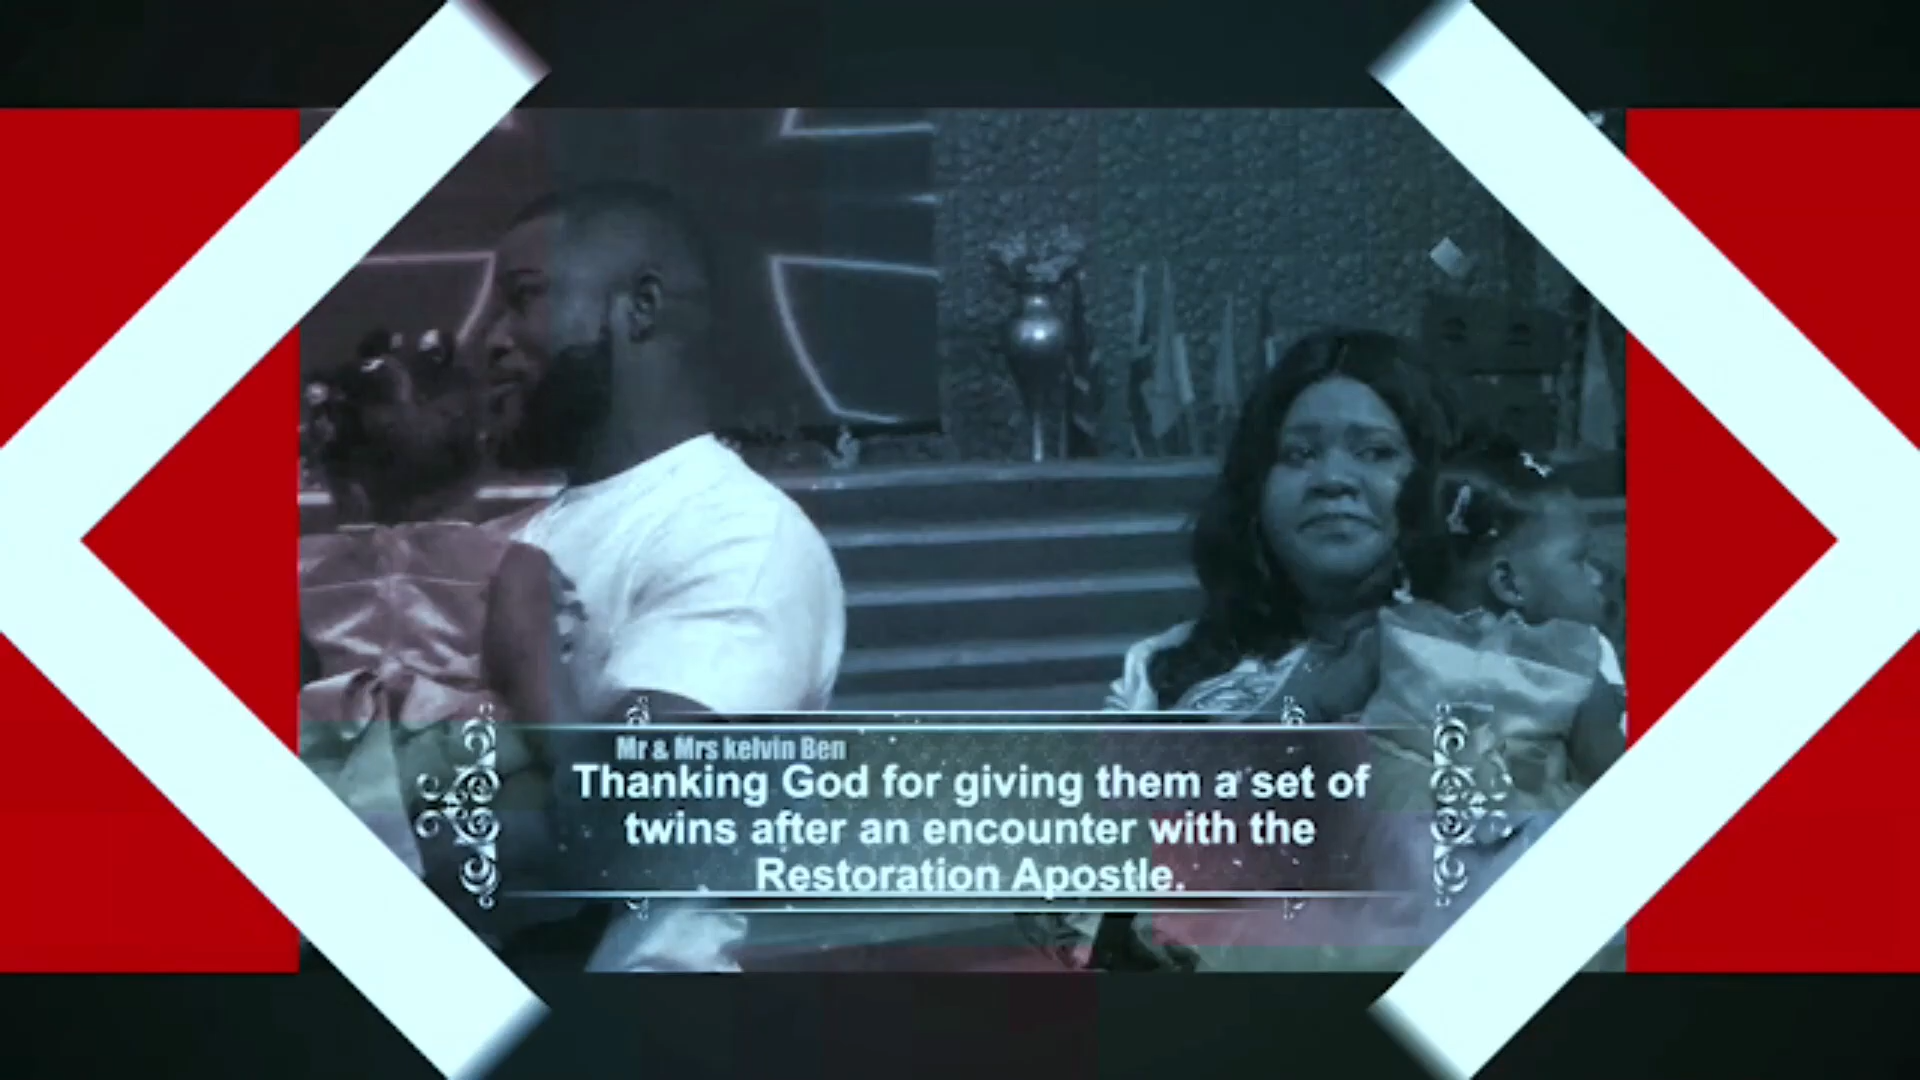 Mr & Mrs kelvin Ben
Thanking God for giving them a set of
twins after an encounter with the
Restoration Apostle.